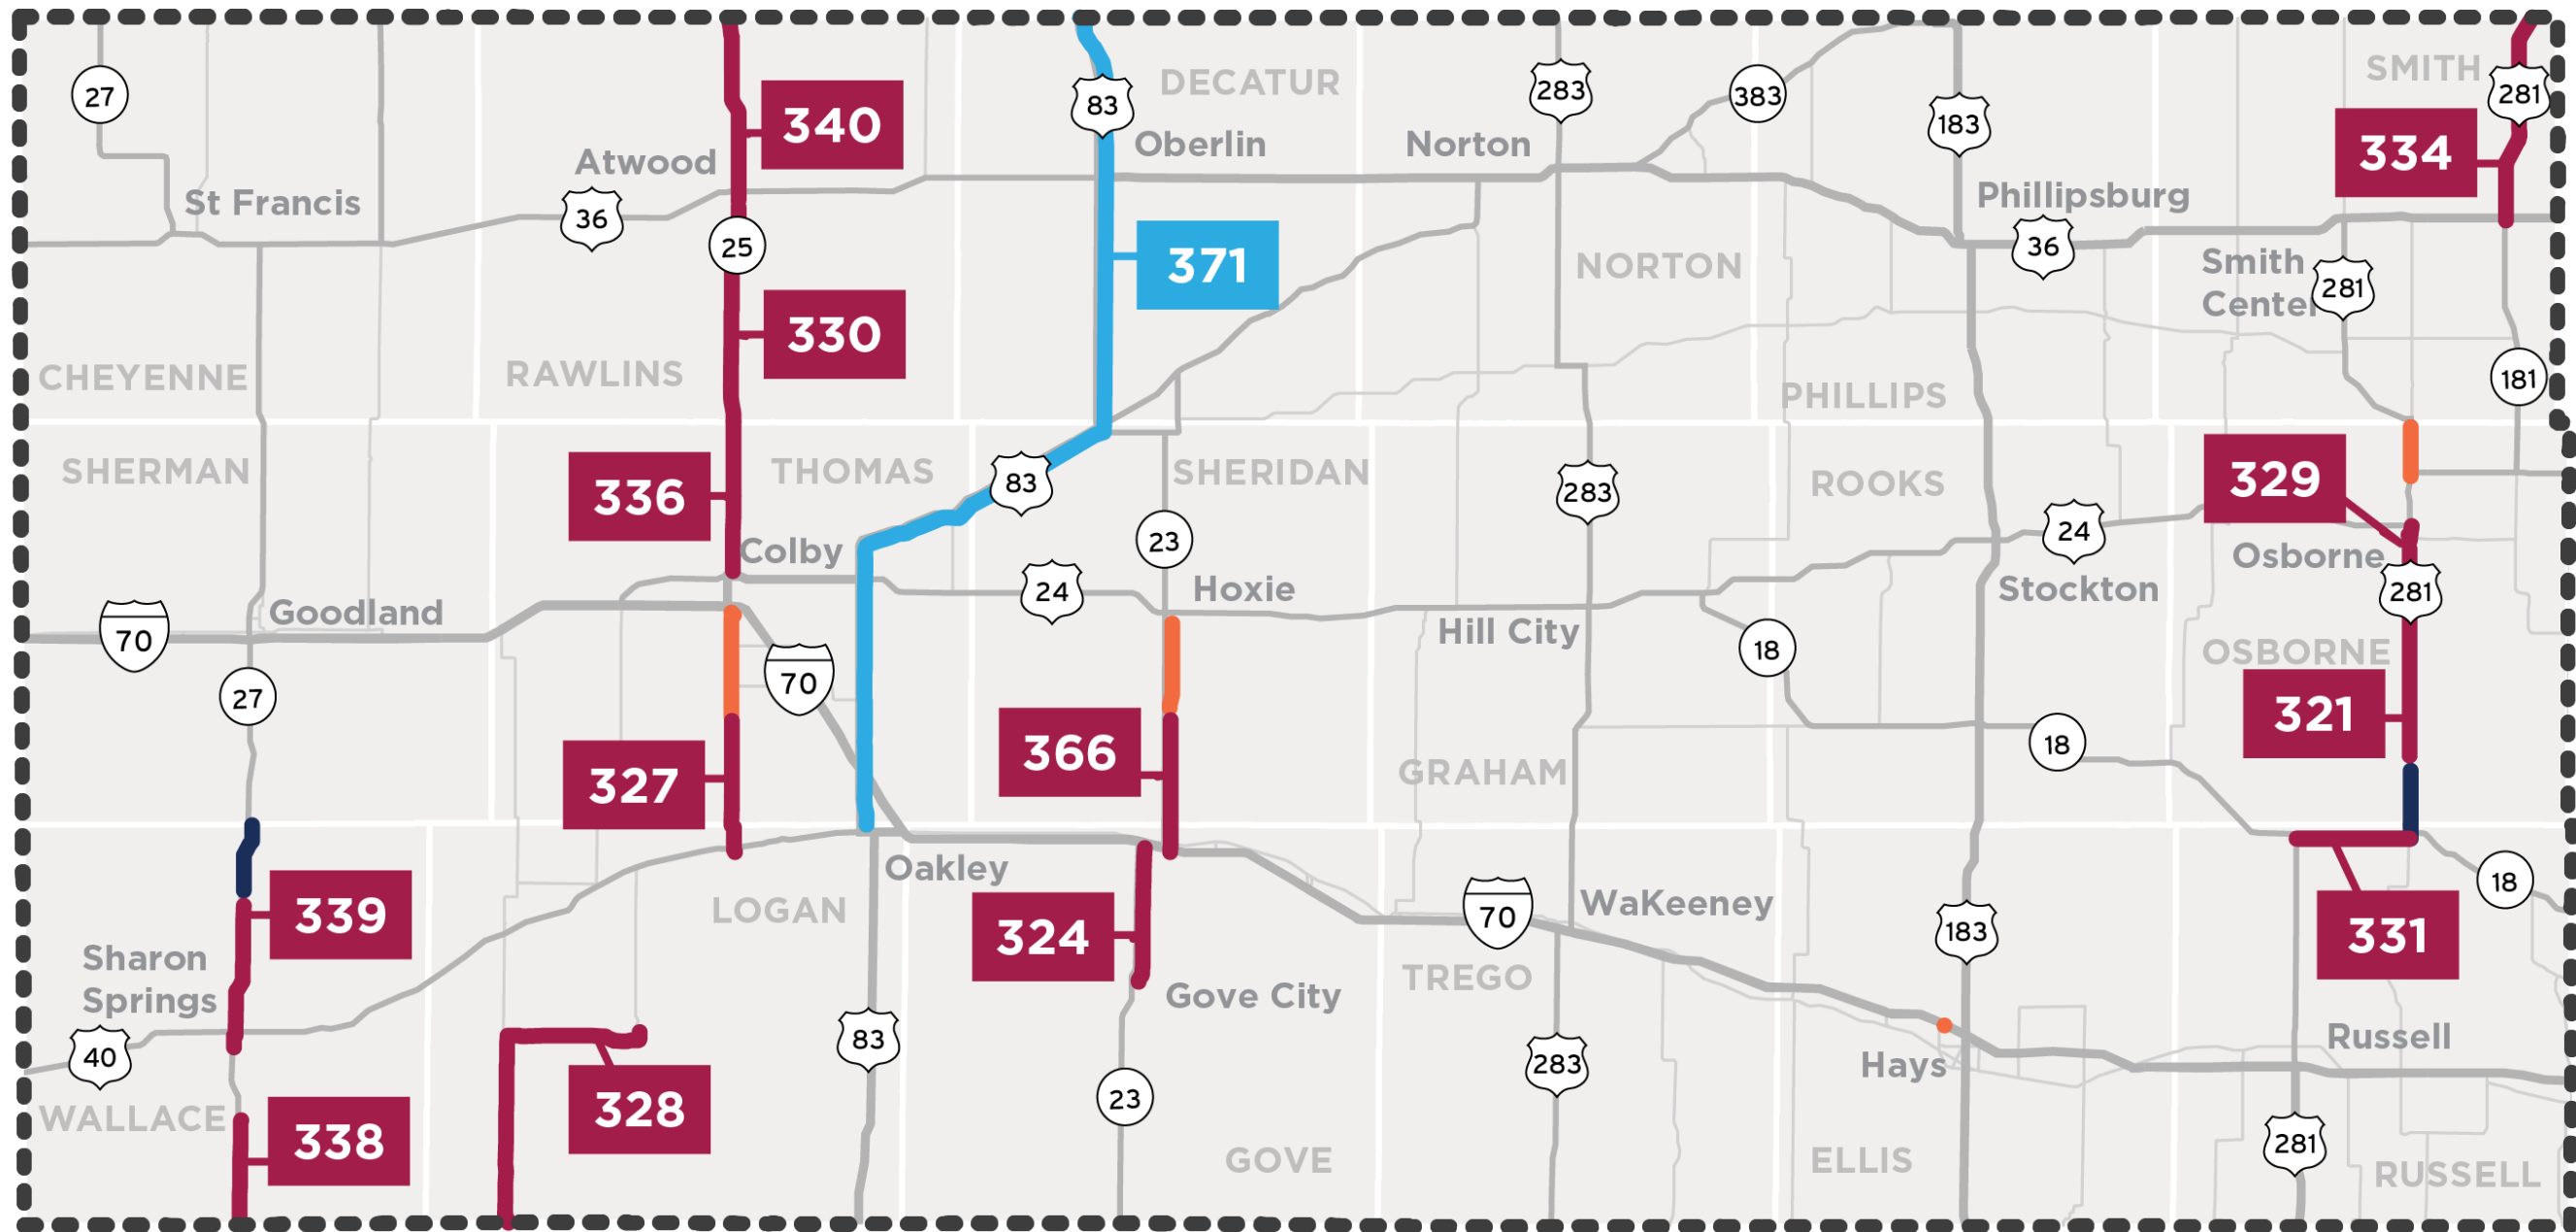 27
340
83
DECATUR
283
383
183
SMITH
281
334
Atwood
Oberlin
Norton
St Francis
36
25
371
Phillipsburg
36
NORTON
Smith
Center
281
330
CHEYENNE
RAWLINS
PHILLIPS
181
SHERMAN
336
THOMAS
83
SHERIDAN
283
ROOKS
329
Colby
23
24
Osborne
Goodland
70
24
Hoxie
Stockton
281
Hill City
18
OSBORNE
27
70
327
366
GRAHAM
18
321
339
LOGAN
Oakley
324
70
WaKeeney
183
18
331
Sharon
Springs
TREGO
Gove City
40
83
283
Hays
Russell
WALLACE
338
328
23
GOVE
ELLIS
281
RUSSELL